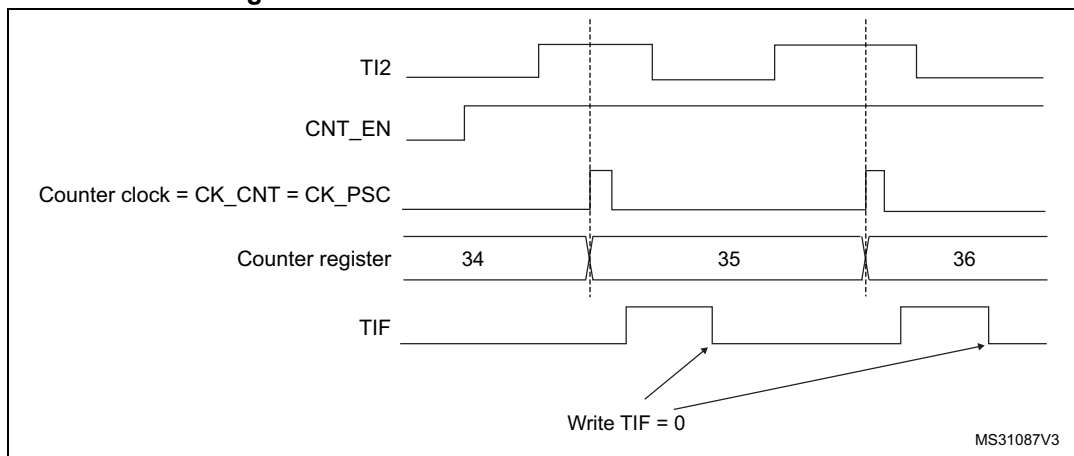 TI2
CNT_EN
Counter clock = CK_CNT = CK_PSC
Counter register 34 35 36
TIF
Write TIF = 0
MS31087V3